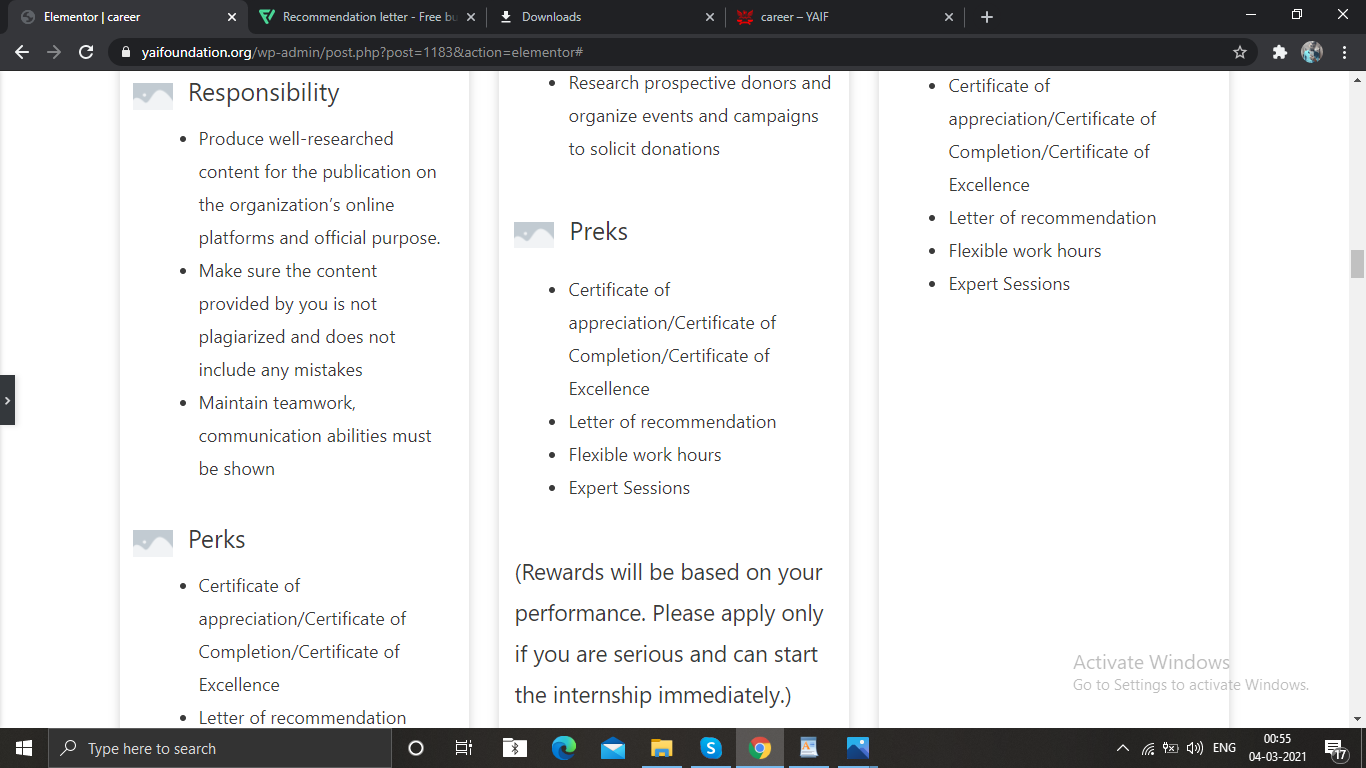 Elementor | career
Recommendation letter - Free bu
Downloads
career – YAIF
yaifoundation.org/wp-admin/post.php?post=1183&action=elementor#
Responsibility
Produce well-researched
content for the publication on
the organization’s online
platforms and official purpose.
Make sure the content
provided by you is not
plagiarized and does not
include any mistakes
Maintain teamwork,
communication abilities must
be shown
Perks
Certificate of
appreciation/Certificate of
Completion/Certificate of
Excellence
Letter of recommendation
Research prospective donors and
organize events and campaigns
to solicit donations
Preks
Certificate of
appreciation/Certificate of
Completion/Certificate of
Excellence
Letter of recommendation
Flexible work hours
Expert Sessions
(Rewards will be based on your
performance. Please apply only
if you are serious and can start
the internship immediately.)
Certificate of
appreciation/Certificate of
Completion/Certificate of
Excellence
Letter of recommendation
Flexible work hours
Expert Sessions
Activate Windows
Go to Settings to activate Windows.
Type here to search
ENG
00:55
04-03-2021
17